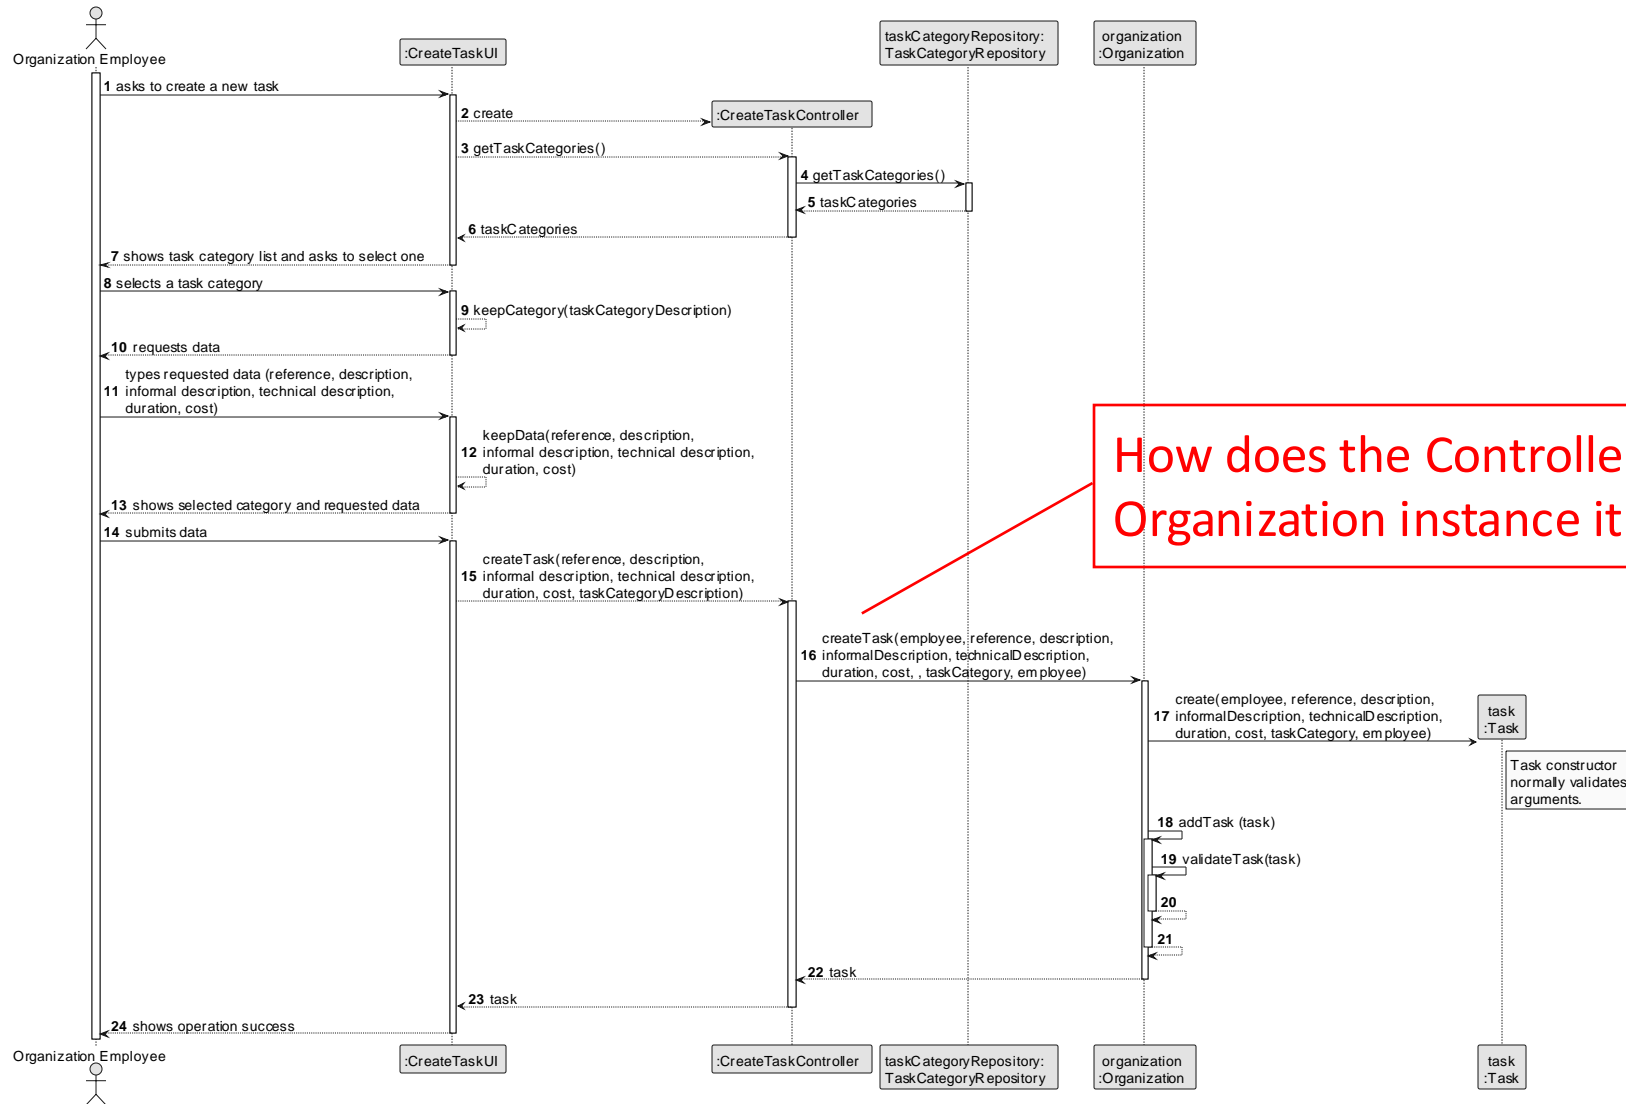 Organization Employee
:CreateTaskUI
taskCategoryRepository:
TaskCategoryRepository
organization
:Organization
1 asks to create a new task
2 create
:CreateTaskController
3 getTaskCategories()
4 getTaskCategories()
5 taskCategories
6 taskCategories
7 shows task category list and asks to select one
8 selects a task category
9 keepCategory(taskCategoryDescription)
10 requests data
types requested data (reference, description,
11 informal description, technical description,
duration, cost)
keepData(reference, description,
12 informal description, technical description,
duration, cost)
How does the Controlle
Organization instance it
13 shows selected category and requested data
14 submits data
createTask(reference, description,
15 informal description, technical description,
duration, cost, taskCategoryDescription)
createTask(employee, reference, description,
16 informalDescription, technicalDescription,
duration, cost, , taskCategory, employee)
create(employee, reference, description,
17 informalDescription, technicalDescription,
duration, cost, taskCategory, employee)
task
:Task
Task constructor
normally validates
arguments.
18 addTask (task)
19 validateTask(task)
20
21
22 task
23 task
24 shows operation success
Organization Employee
:CreateTaskUI
:CreateTaskController
taskCategoryRepository:
TaskCategoryRepository
organization
:Organization
task
:Task